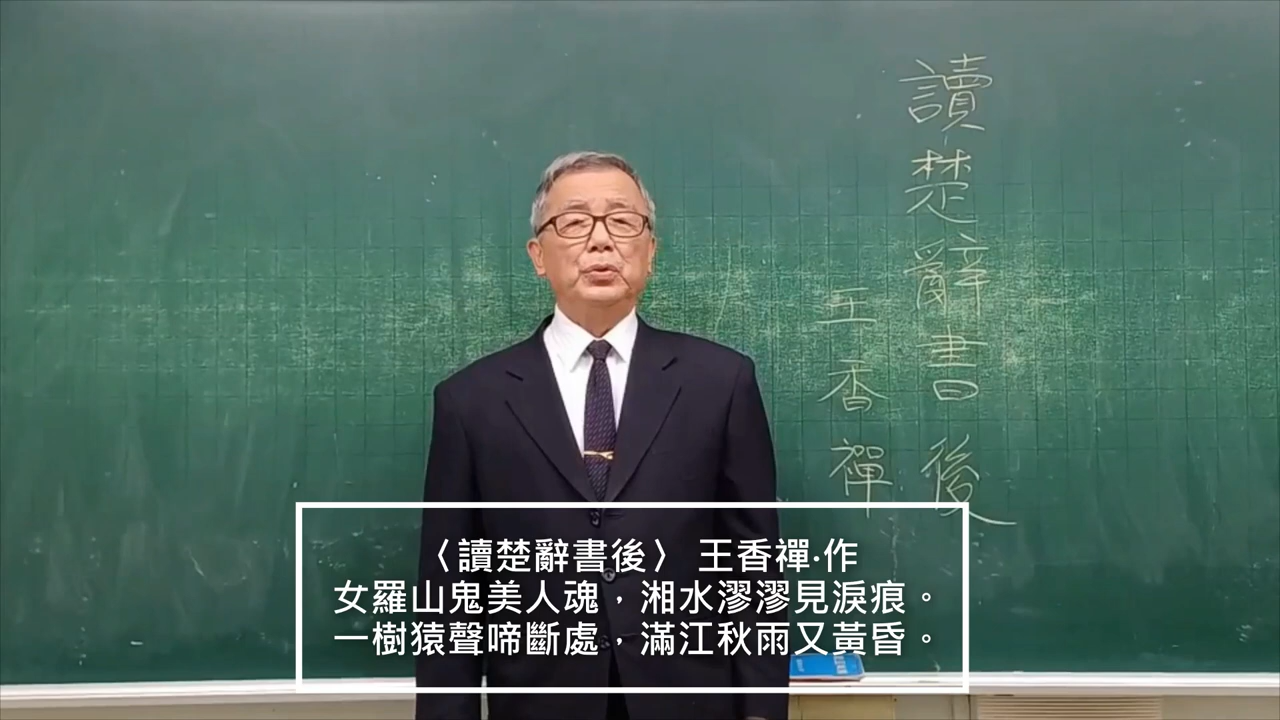 讀楚辭書後
王香禪
〈讀楚辭書後〉 王香禪·作
女羅山鬼美人魂，湘水漻漻見淚痕。
一樹猿聲啼斷處，滿江秋雨又黃昏。